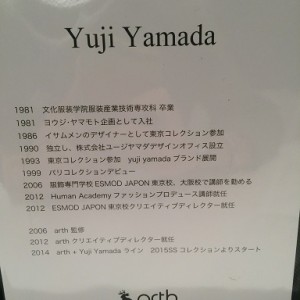 Yuji Yamada
1981 文化服装学院服装産業技術専攻科 卒業
1981 ヨウジ・ヤマモト企画として入社
1986 イサムメンのデザイナーとして東京コレクション参加
1990 独立し、株式会社ユージヤマダデザインオフィス設立
1993 東京コレクション参加 yuji yamada ブランド展開
1999 パリコレクションデビュー
2006 服飾専門学校 ESMOD JAPON 東京校、大阪校で講師を勤める
2012 Human Academy ファッションプロデュース講師就任
2012 ESMOD JAPON 東京校クリエイティブディレクター就任
2006 arth 監修
2012 arth クリエイティブディレクター就任
2014 arth + Yuji Yamada ライン 2015SS コレクションよりスタート
arth